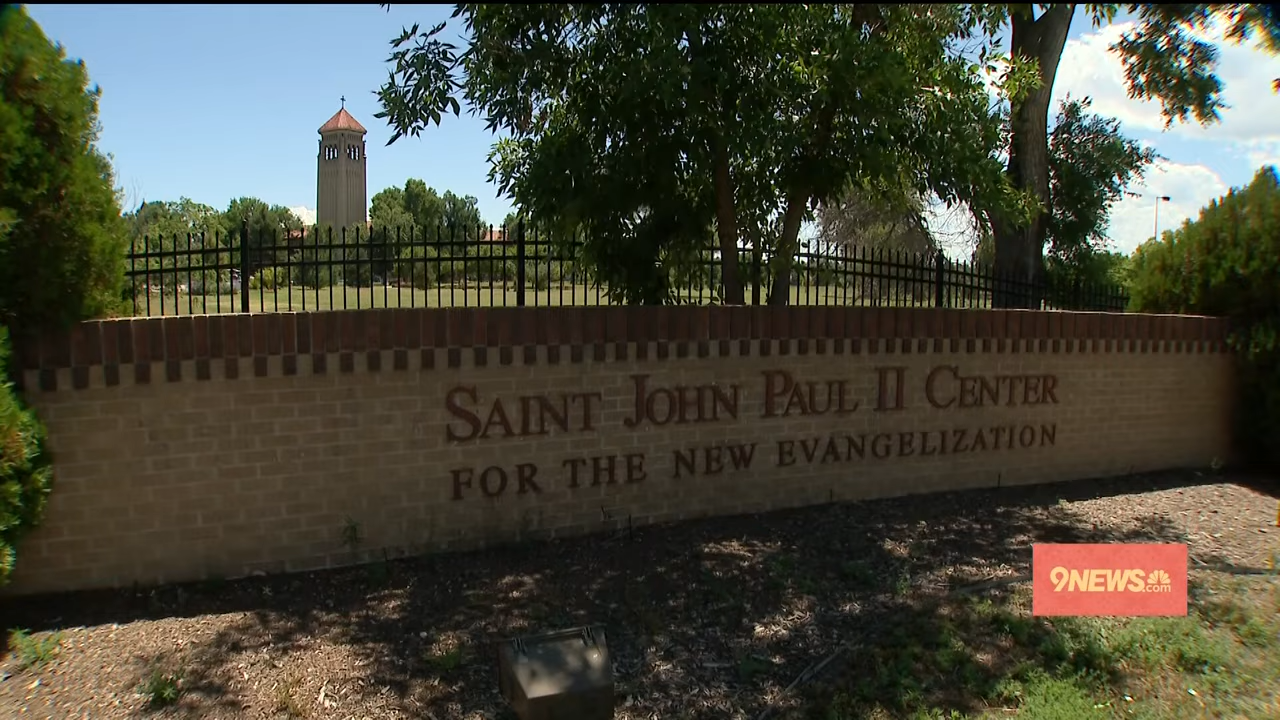 SAINT JOHN PAUL II CENTER
FOR THE NEW EVANGELIZATION
9NEWS.com